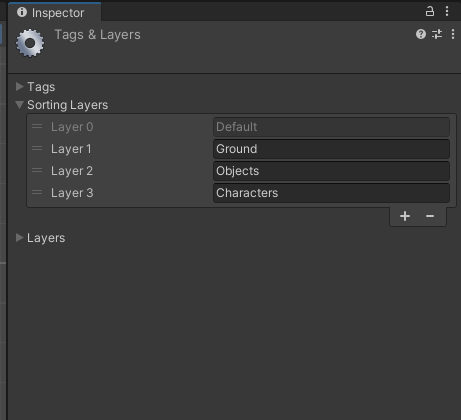 Inspector
Tags & Layers
Tags
Sorting Layers
Layer 0 Default
Layer 1 Ground
Layer 2 Objects
Layer 3 Characters
+ −
Layers